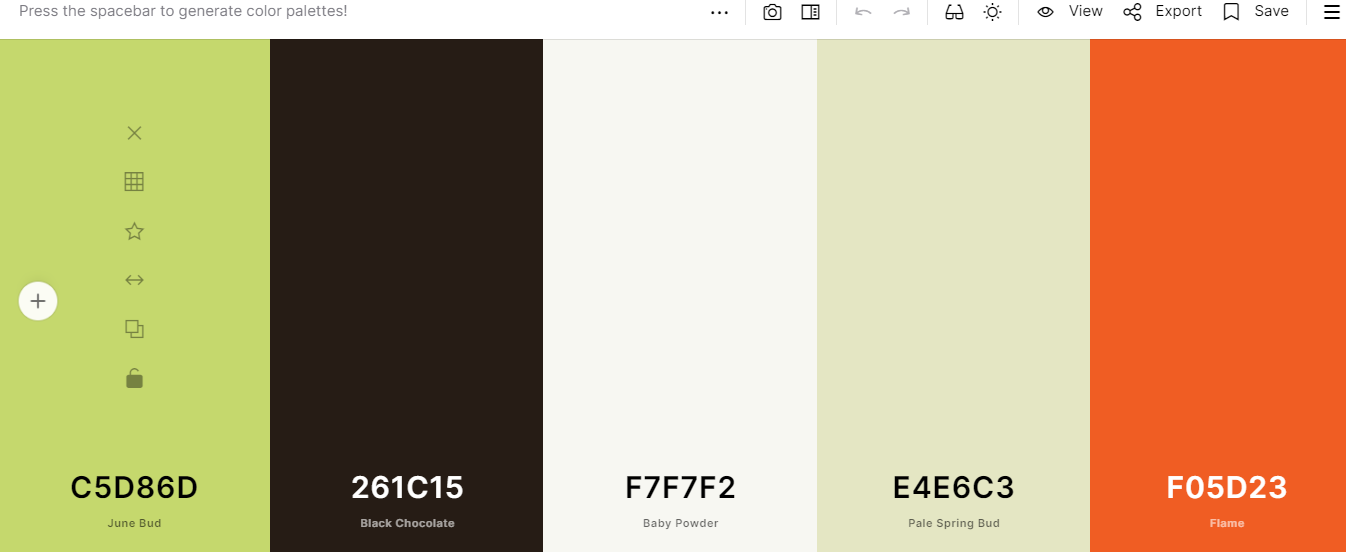 Press the spacebar to generate color palettes!
View
Export
Save
C5D86D
June Bud
261C15
Black Chocolate
F7F7F2
Baby Powder
E4E6C3
Pale Spring Bud
F05D23
Flame